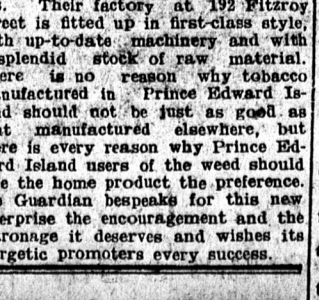 s. Their factory at 192 Fitzroy
reet is fitted up in first-class style,
th up-to-date machinery and with
splendid stock of raw material.
ere is no reason why tobacco
nufactured in Prince Edward Is-
d should not be just as good as
at manufactured elsewhere, but
re is every reason why Prince Ed-
rd Island users of the weed should
e the home product the preference.
Guardian bespeaks for this new
erprise the encouragement and the
ronage it deserves and wishes its
rgetic promoters every success.